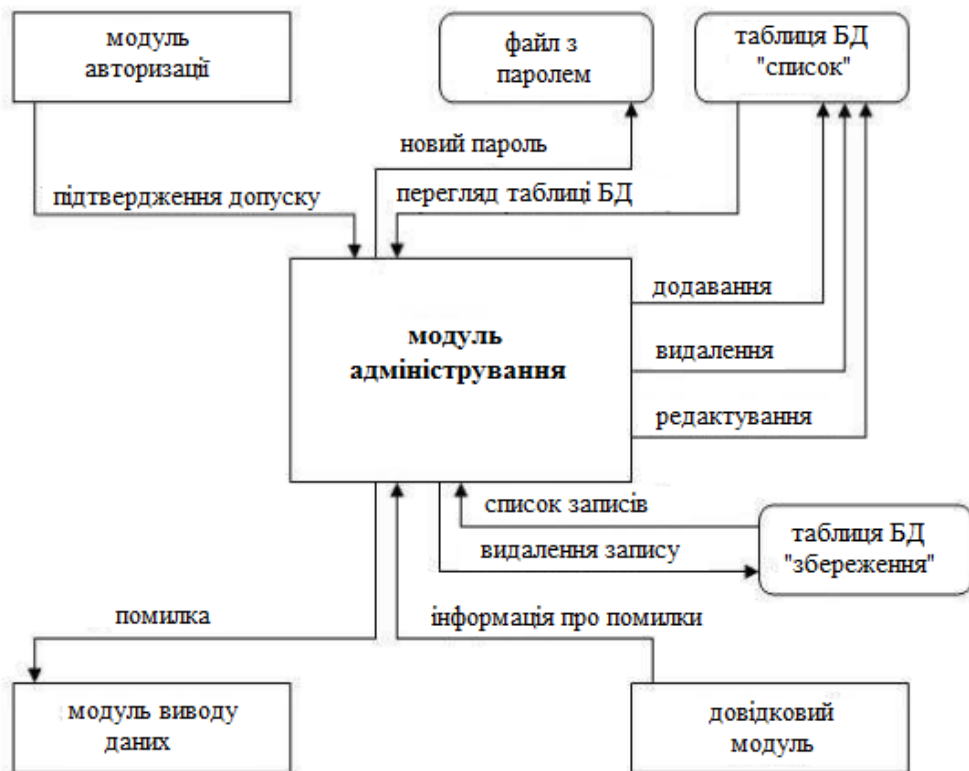 модуль
авторизації
файл з
паролем
таблиця БД
"список"
новий пароль
підтвердження допуску
перегляд таблиці БД
додавання
модуль
адміністрування
видалення
редактування
список записів
таблиця БД
"збереження"
видалення запису
помилка
інформація про помилки
модуль виводу
даних
довідковий
модуль